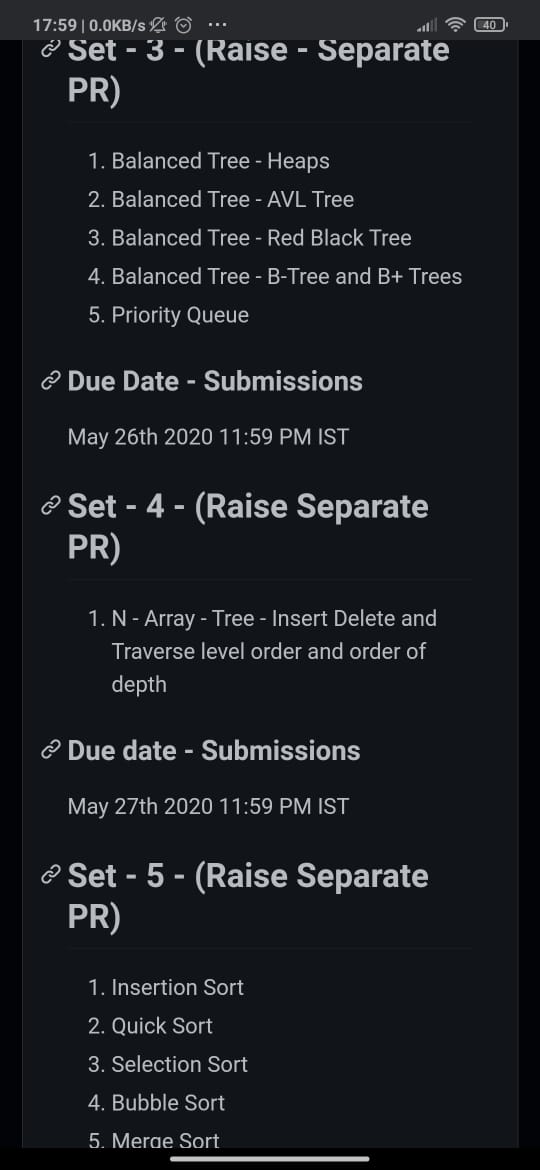 17:59 | 0.0KB/s ... 40
Set - 3 - (Raise - Separate
PR)
1. Balanced Tree - Heaps
2. Balanced Tree - AVL Tree
3. Balanced Tree - Red Black Tree
4. Balanced Tree - B-Tree and B+ Trees
5. Priority Queue
Due Date - Submissions
May 26th 2020 11:59 PM IST
Set - 4 - (Raise Separate
PR)
1. N - Array - Tree - Insert Delete and
Traverse level order and order of
depth
Due date - Submissions
May 27th 2020 11:59 PM IST
Set - 5 - (Raise Separate
PR)
1. Insertion Sort
2. Quick Sort
3. Selection Sort
4. Bubble Sort
5. Merge Sort